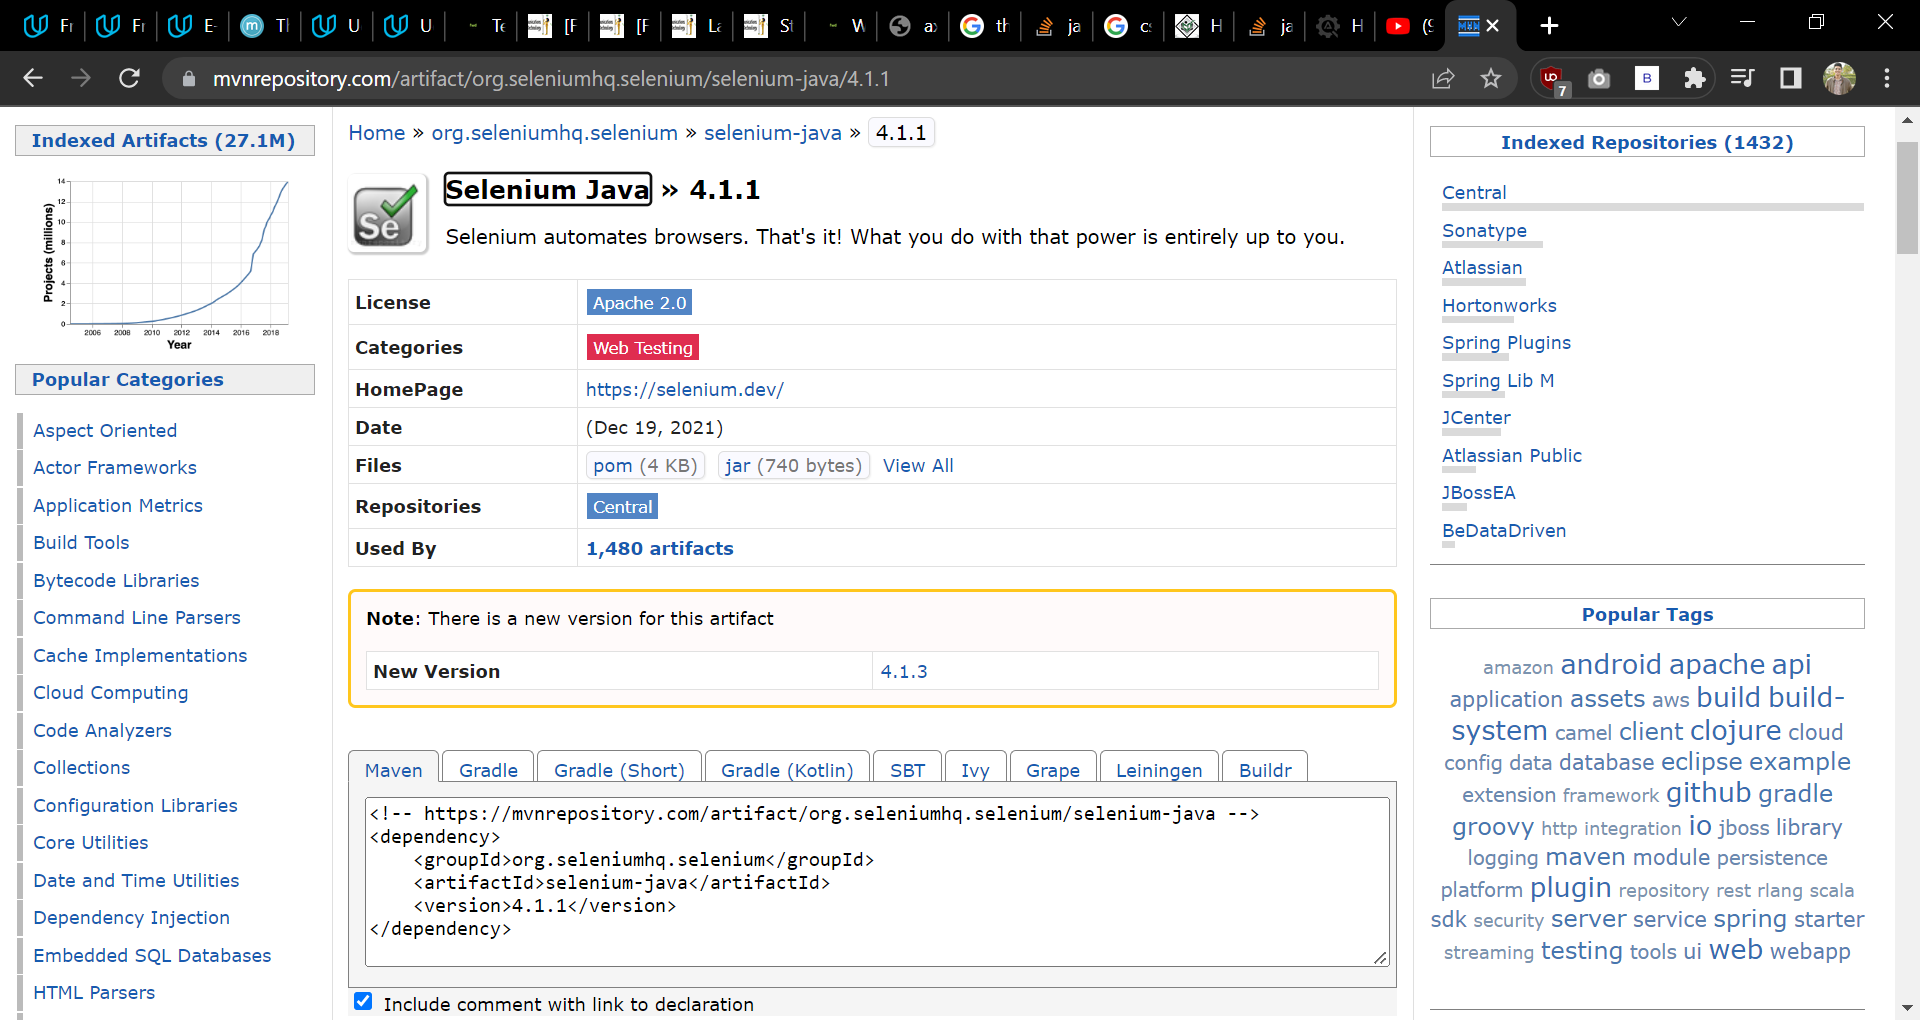 Fr
Fr
E-
Tl
U
U
Te
[F
[F
La
St
W
ax
th
ja
cs
H
ja
H
(9
mvnrepository.com/artifact/org.seleniumhq.selenium/selenium-java/4.1.1
7
B
Indexed Artifacts (27.1M)
Projects (millions)
14
12
10
8
6
4
2
0
2006 2008 2010 2012 2014 2016 2018
Year
Popular Categories
Aspect Oriented
Actor Frameworks
Application Metrics
Build Tools
Bytecode Libraries
Command Line Parsers
Cache Implementations
Cloud Computing
Code Analyzers
Collections
Configuration Libraries
Core Utilities
Date and Time Utilities
Dependency Injection
Embedded SQL Databases
HTML Parsers
Home » org.seleniumhq.selenium » selenium-java » 4.1.1
Se
Selenium Java » 4.1.1
Selenium automates browsers. That's it! What you do with that power is entirely up to you.
License Apache 2.0
Categories Web Testing
HomePage https://selenium.dev/
Date (Dec 19, 2021)
Files pom (4 KB) jar (740 bytes) View All
Repositories Central
Used By 1,480 artifacts
Note: There is a new version for this artifact
New Version 4.1.3
Maven Gradle Gradle (Short) Gradle (Kotlin) SBT Ivy Grape Leiningen Buildr
<!-- https://mvnrepository.com/artifact/org.seleniumhq.selenium/selenium-java -->
<dependency>
    <groupId>org.seleniumhq.selenium</groupId>
    <artifactId>selenium-java</artifactId>
    <version>4.1.1</version>
</dependency>
Include comment with link to declaration
Indexed Repositories (1432)
Central
Sonatype
Atlassian
Hortonworks
Spring Plugins
Spring Lib M
JCenter
Atlassian Public
JBossEA
BeDataDriven
Popular Tags
amazon android apache api
application assets aws build build-
system camel client clojure cloud
config data database eclipse example
extension framework github gradle
groovy http integration io jboss library
logging maven module persistence
platform plugin repository rest rlang scala
sdk security server service spring starter
streaming testing tools ui web webapp